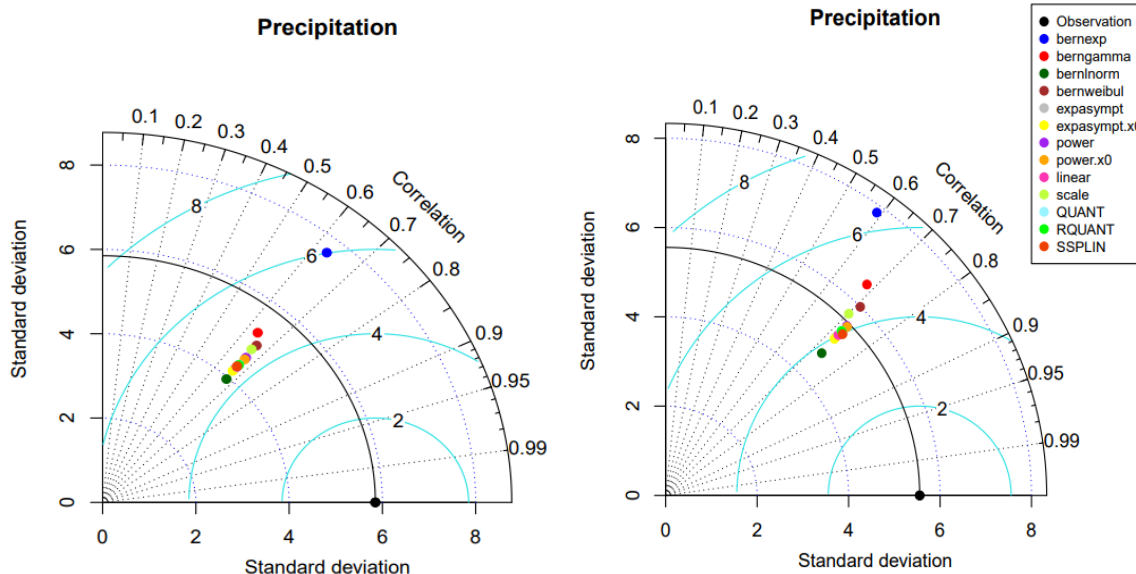 Precipitation
0.1 0.2 0.3 0.4 0.5 0.6 0.7 0.8 0.9 0.95 0.99
Correlation
Standard deviation
8
6
4
2
0
8
6
4
2
0 2 4 6 8
Standard deviation
Precipitation
0.1 0.2 0.3 0.4 0.5 0.6 0.7 0.8 0.9 0.95 0.99
Correlation
Standard deviation
8
6
4
2
0
8
6
4
2
0 2 4 6 8
Standard deviation
Observation
bernexp
berngamma
bernlnorm
bernweibul
expasympt
expasympt.x0
power
power.x0
linear
scale
QUANT
RQUANT
SSPLIN